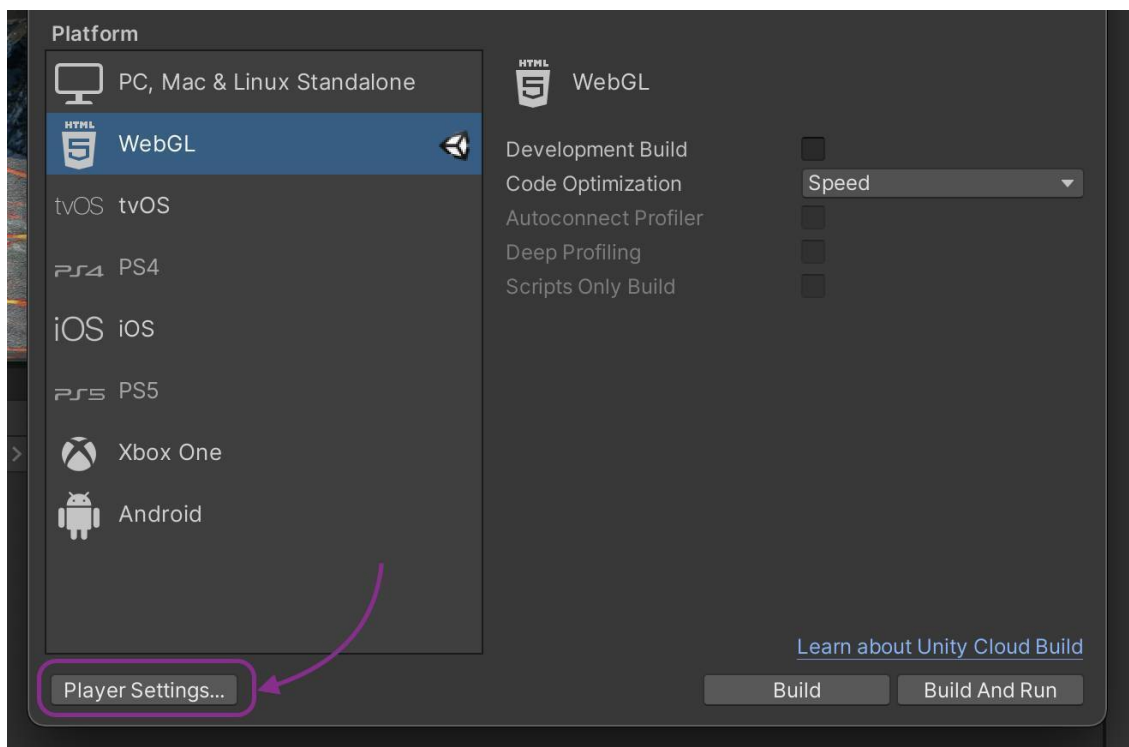 Platform
PC, Mac & Linux Standalone
HTML
5
WebGL
tvOS tvOS
PS4 PS4
iOS iOS
PS5 PS5
Xbox One
Android
HTML
5
WebGL
Development Build
Code Optimization Speed
Autoconnect Profiler
Deep Profiling
Scripts Only Build
Learn about Unity Cloud Build
Player Settings...
Build
Build And Run